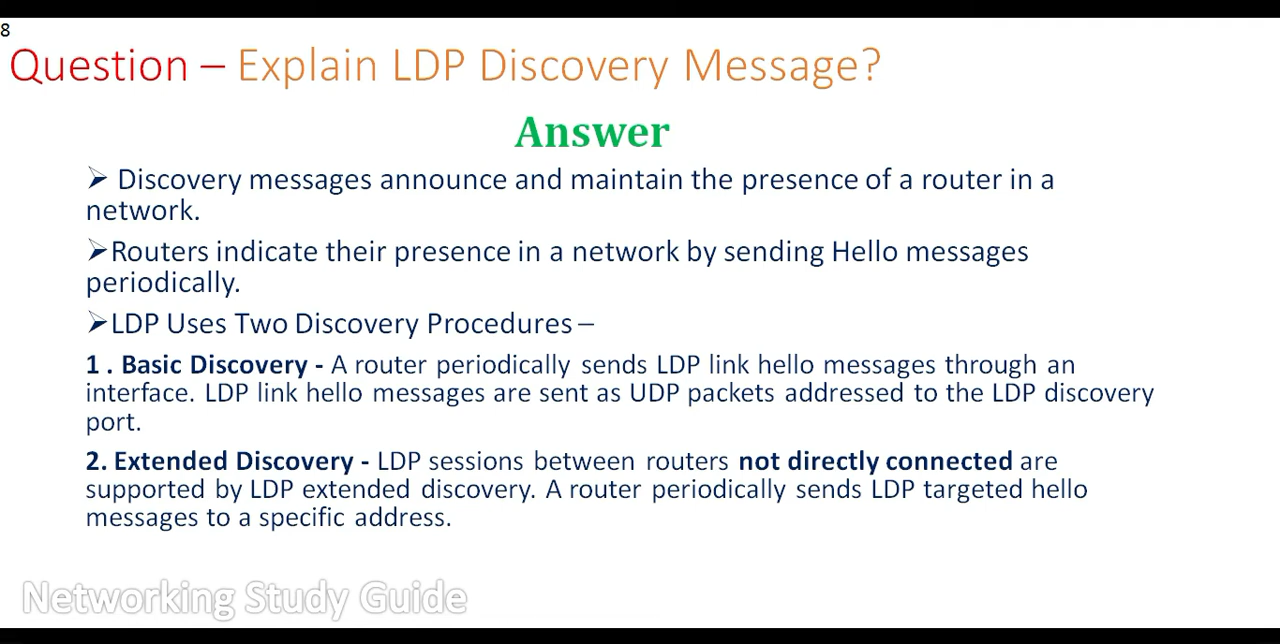 8
Question – Explain LDP Discovery Message?
Answer
➢ Discovery messages announce and maintain the presence of a router in a
network.
➢Routers indicate their presence in a network by sending Hello messages
periodically.
➢LDP Uses Two Discovery Procedures –
1 . Basic Discovery - A router periodically sends LDP link hello messages through an
interface. LDP link hello messages are sent as UDP packets addressed to the LDP discovery
port.
2. Extended Discovery - LDP sessions between routers not directly connected are
supported by LDP extended discovery. A router periodically sends LDP targeted hello
messages to a specific address.
Networking Study Guide